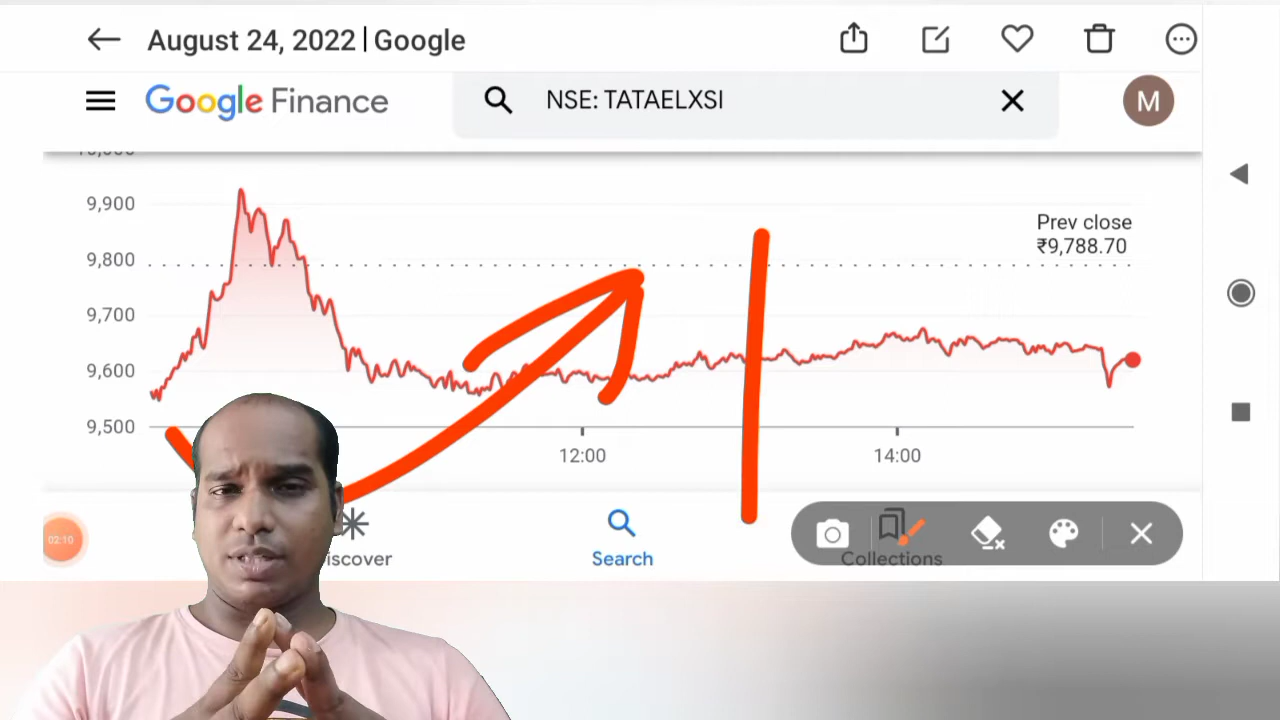 August 24, 2022 | Google
Google Finance
NSE: TATAELXSI
M
9,900
Prev close
₹9,788.70
9,800
9,700
9,600
9,500
12:00
14:00
02:10
iscover
Search
Collections